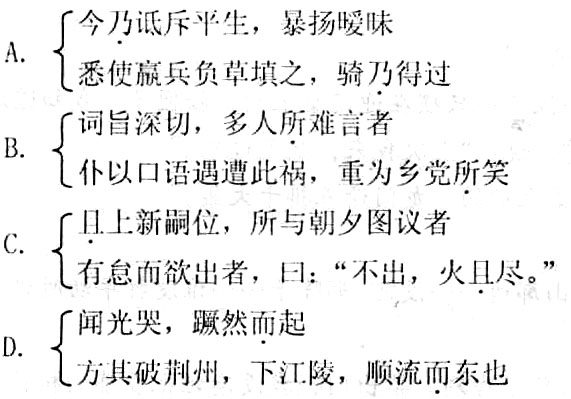 A. 今乃诋斥平生，暴扬暧昧
悉使羸兵负草填之，骑乃得过
B. 词旨深切，多人所难言者
仆以口语遇遭此祸，重为乡党所笑
C. 且上新嗣位，所与朝夕图议者
有怠而欲出者，曰：“不出，火且尽。”
D. 闻光哭，蹶然而起
方其破荆州，下江陵，顺流而东也